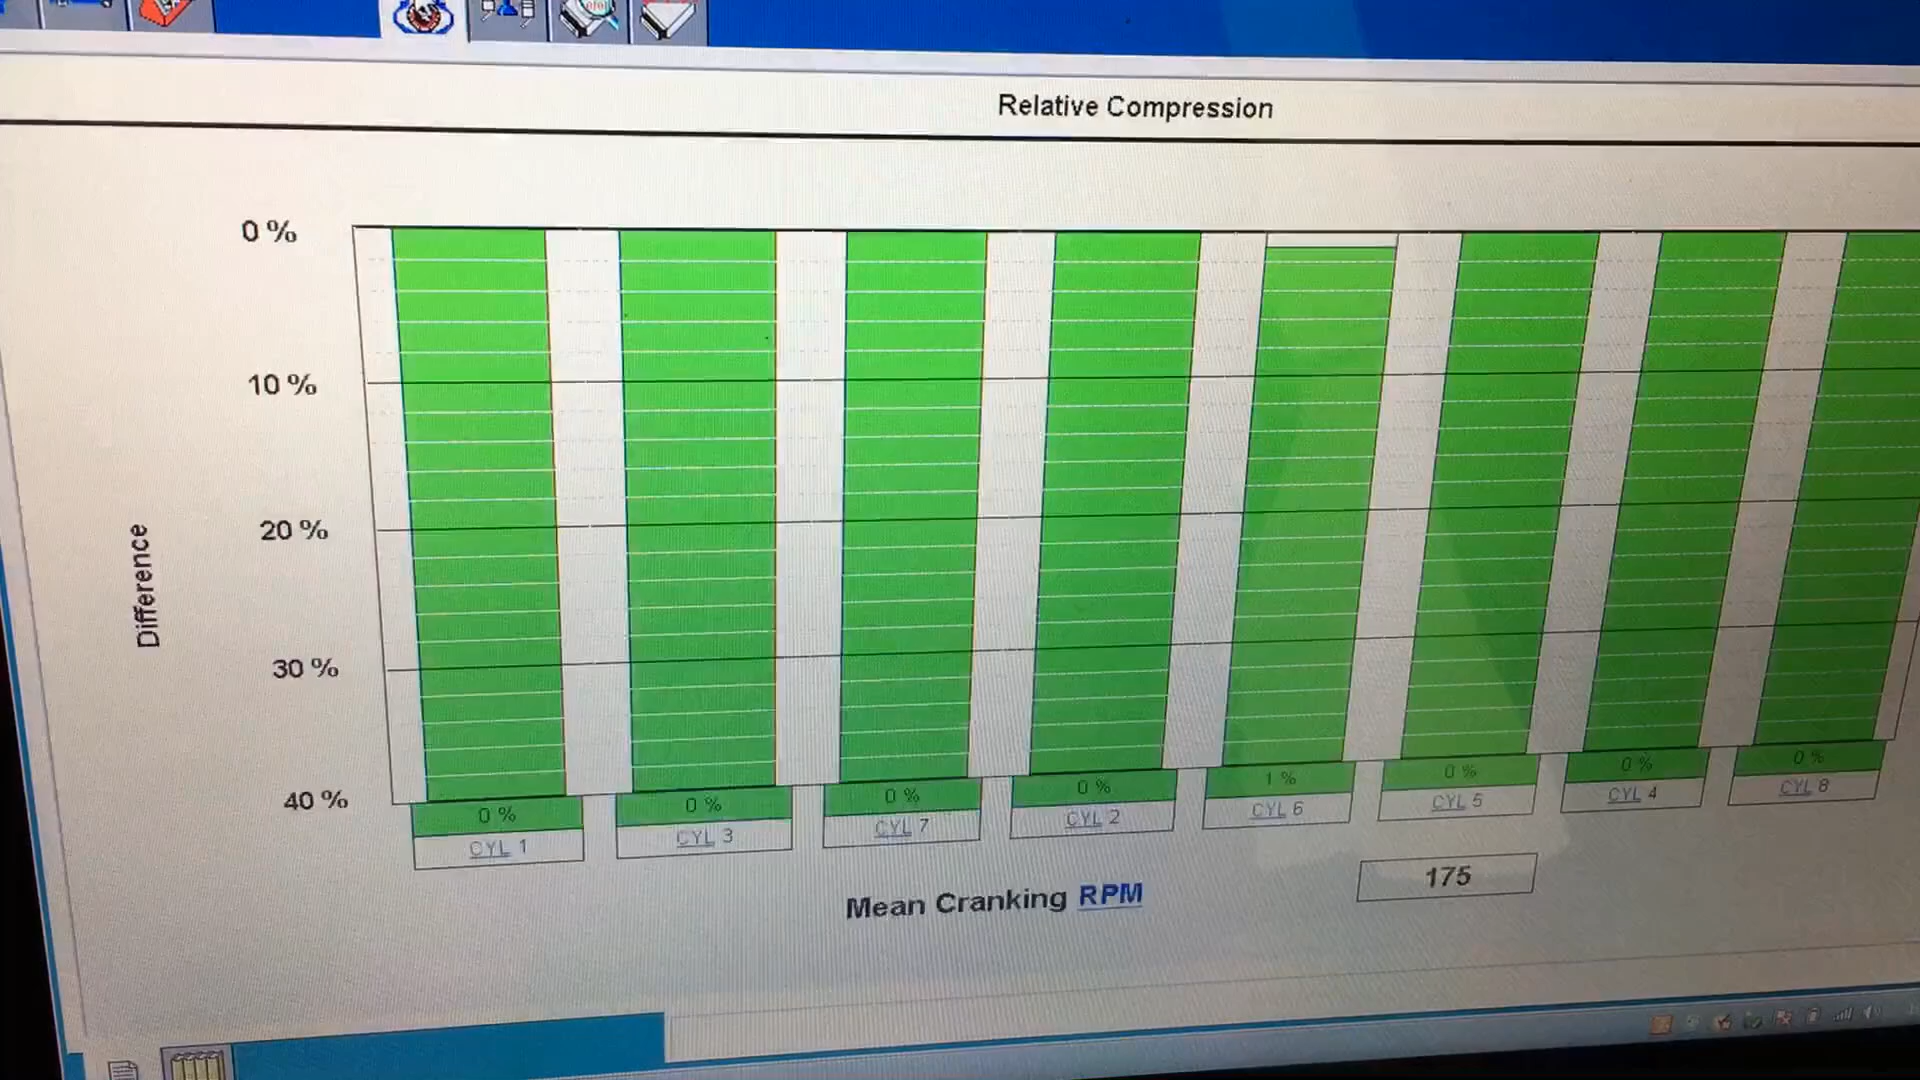 Relative Compression
0 %
10 %
20 %
30 %
40 %
Difference
0 % 0 % 0 % 0 % 1 % 0 % 0 % 0 %
CYL 1 CYL 3 CYL 7 CYL 2 CYL 6 CYL 5 CYL 4 CYL 8
Mean Cranking RPM 175